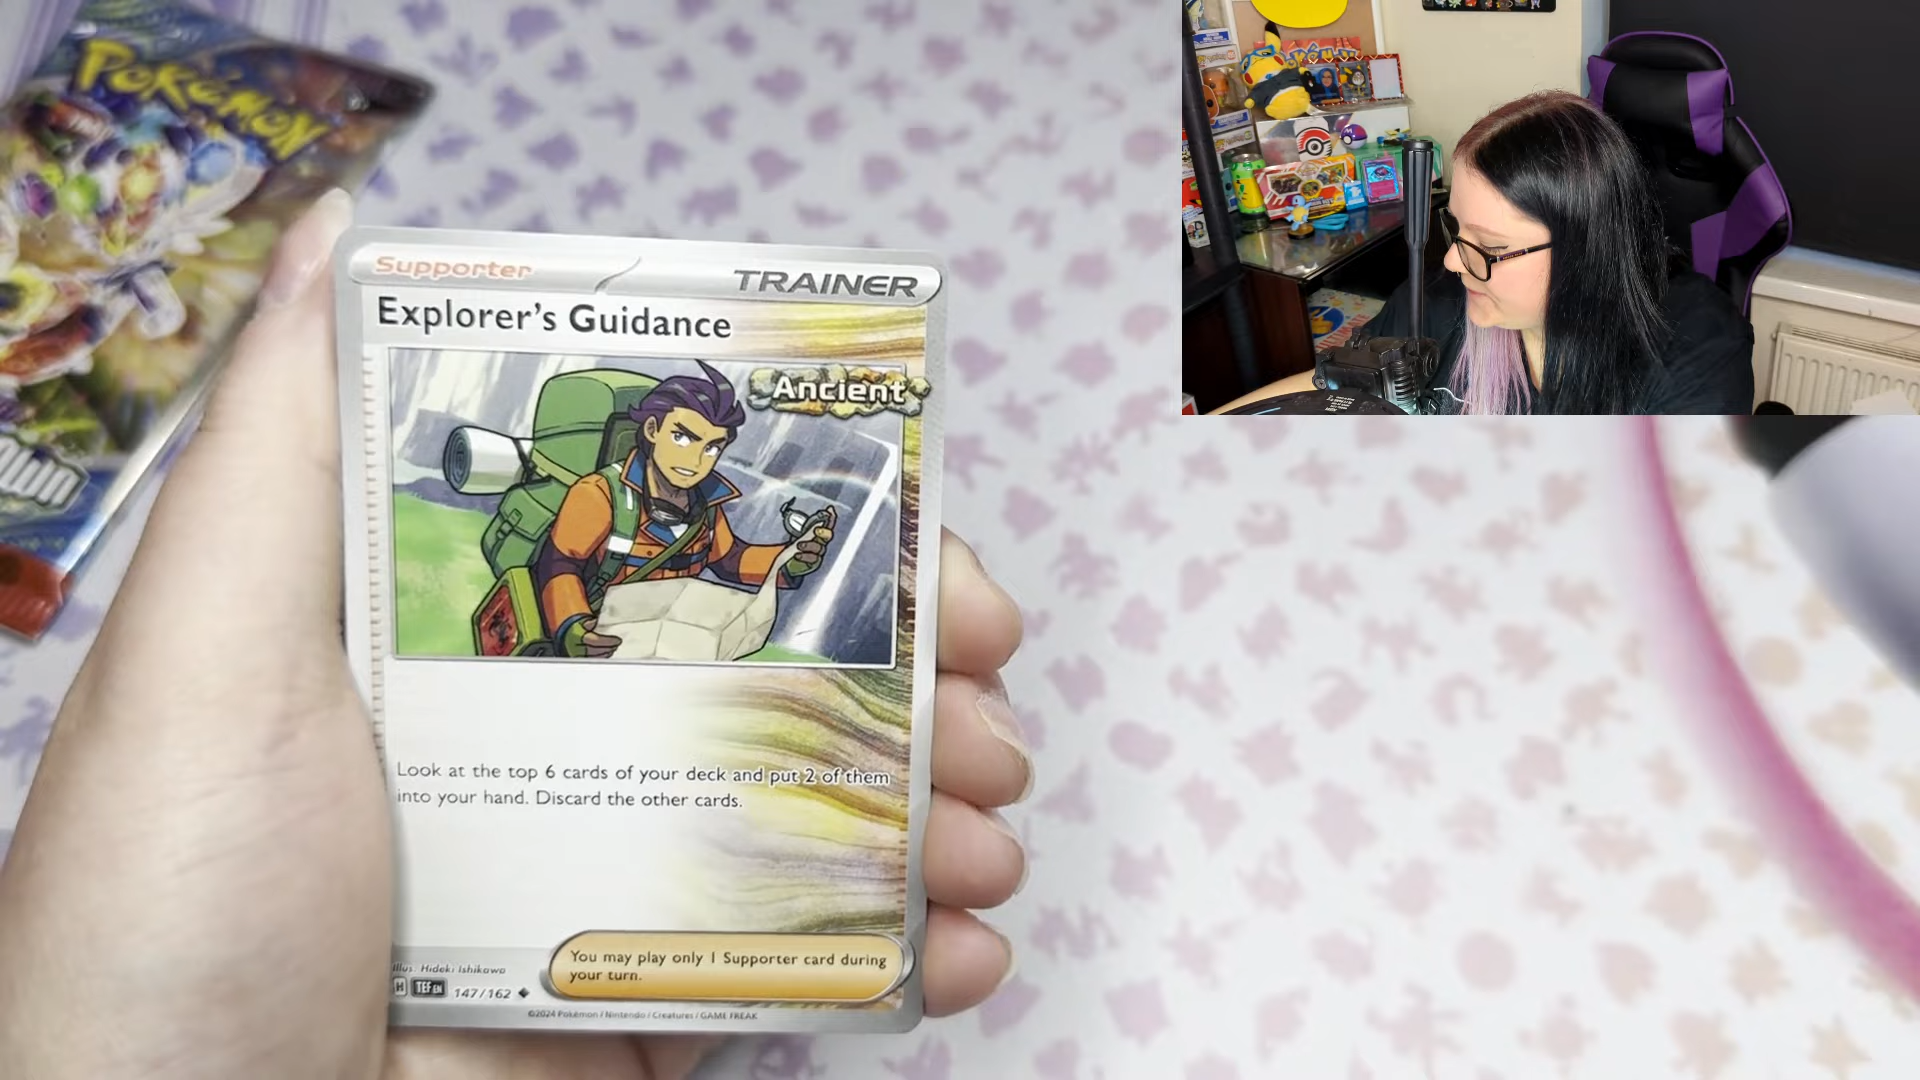 POKÉMON
Supporter
TRAINER
Explorer's Guidance
Ancient
Look at the top 6 cards of your deck and put 2 of them
into your hand. Discard the other cards.
You may play only 1 Supporter card during
your turn.
Illus. Hideki Ishikawa
H TEF EN 147/162
©2024 Pokémon / Nintendo / Creatures / GAME FREAK